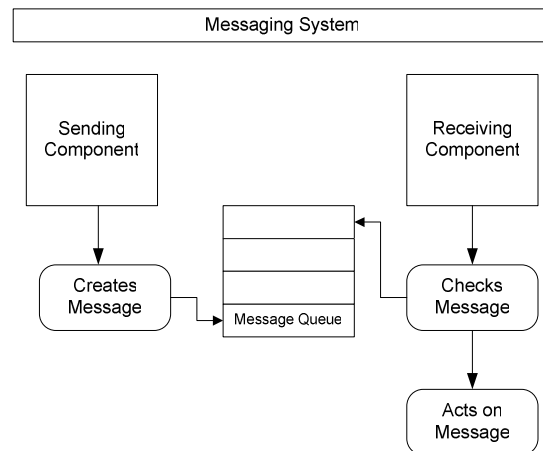 Messaging System
Sending
Component
Receiving
Component
Creates
Message
Checks
Message
Message Queue
Acts on
Message